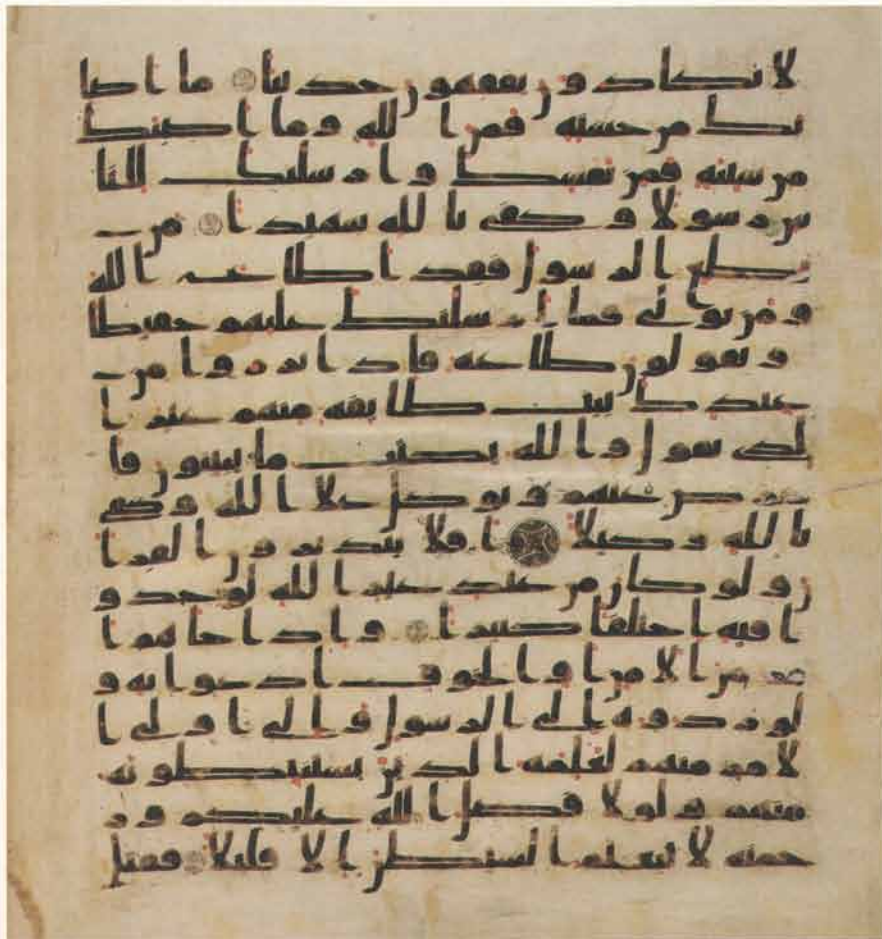 لا يكادون يفقهون حديثا ما اصا
بك من حسنة فمن الله وما اصبك
من سيئة فمن نفسك وارسلنك للنا
س رسولا وكفى بالله شهيدا من
يطع الرسول فقد اطاع الله
ومن تولى فما ارسلنك عليهم حفيظا
ويقولون طاعة فاذا برزوا من
عندك بيت طايفة منهم غير ا
لذي تقول والله يكتب ما يبيتون فا
عرض عنهم وتوكل علا الله وكفى
بالله وكيلا افلا يتدبرون القرا
ن ولو كان من عند غير الله لوجدو
ا فيه اختلفا كثيرا واذا جاهم ا
مر من الامن او الخوف اذاعوا به و
لو ردوه الى الرسول والى اولى ا
لامر منهم لعلمه الذين يستنبطونه
منهم ولولا فضل الله عليكم ور
حمته لاتبعتم الشيطن الا قليلا فقتل